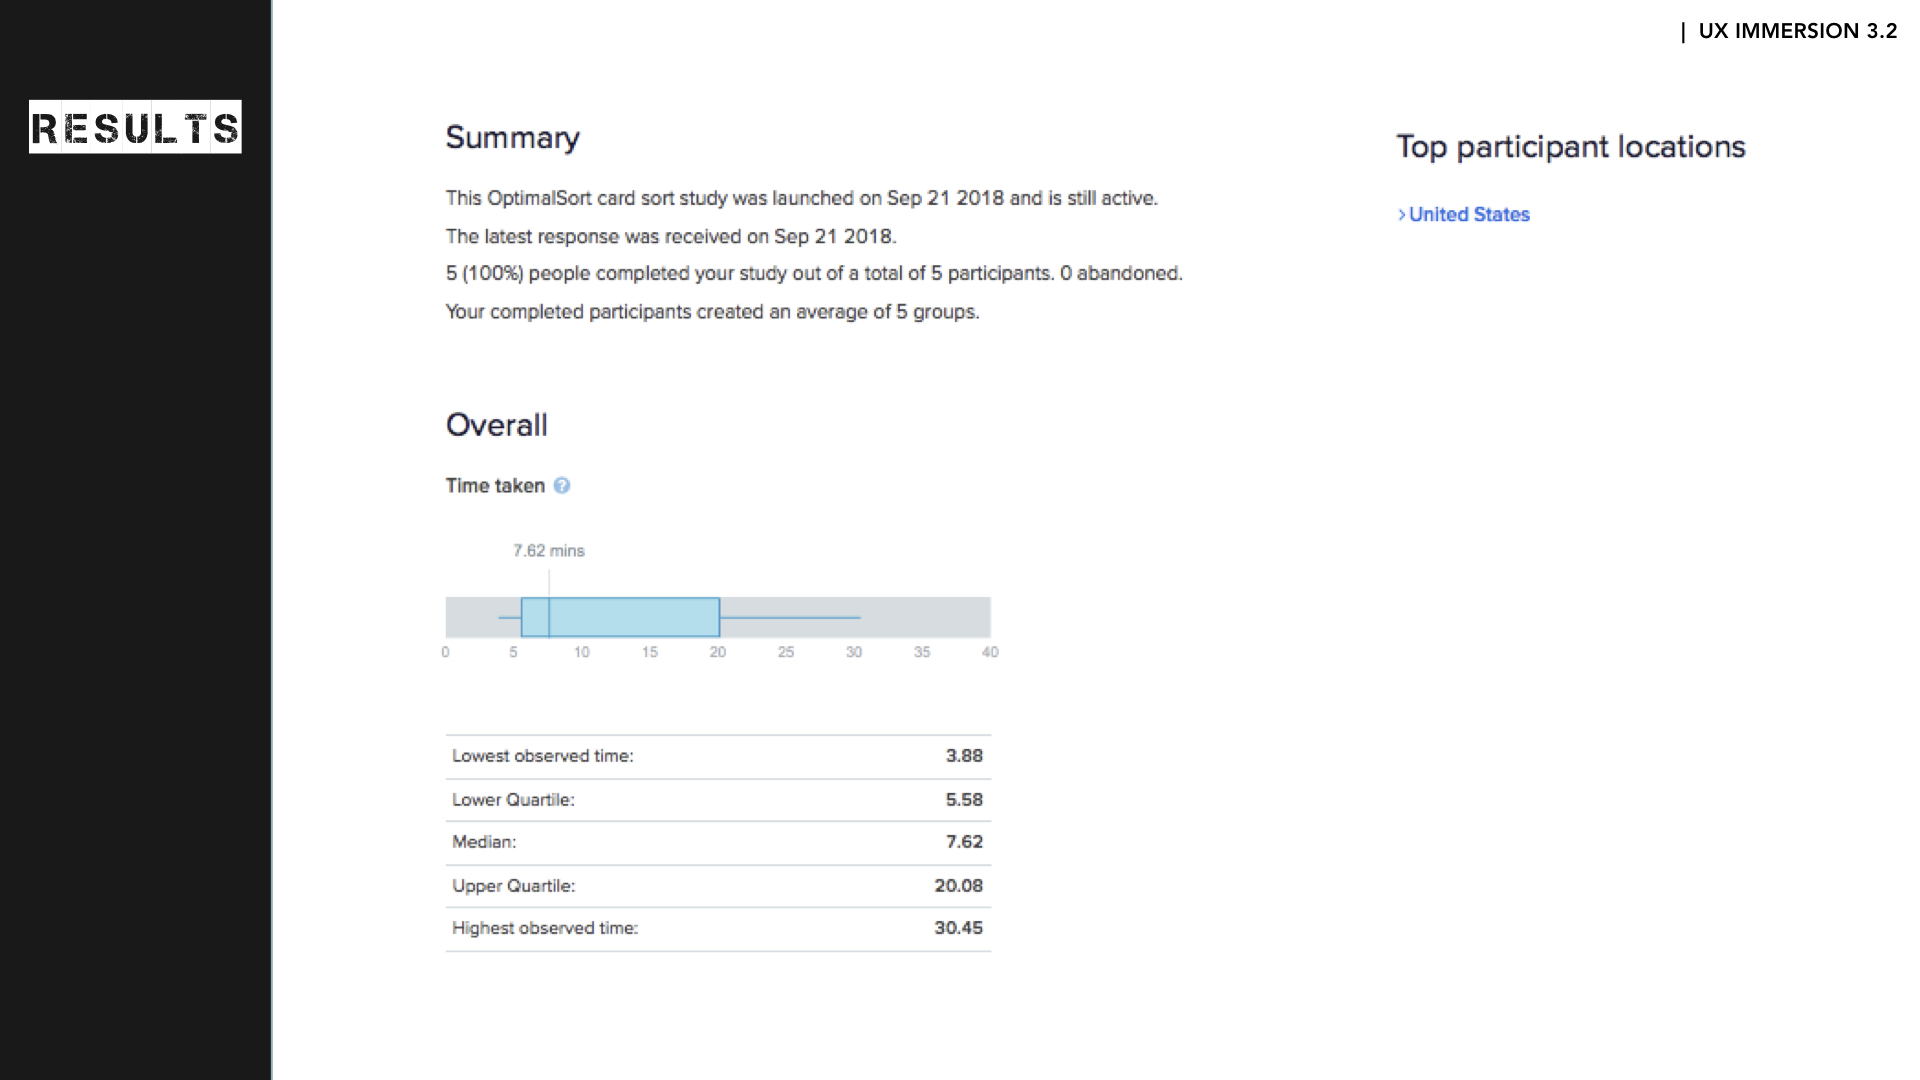 | UX IMMERSION 3.2
RESULTS
Summary
This OptimalSort card sort study was launched on Sep 21 2018 and is still active.
The latest response was received on Sep 21 2018.
5 (100%) people completed your study out of a total of 5 participants. 0 abandoned.
Your completed participants created an average of 5 groups.
Top participant locations
>United States
Overall
Time taken ?
7.62 mins
0 5 10 15 20 25 30 35 40
Lowest observed time: 3.88
Lower Quartile: 5.58
Median: 7.62
Upper Quartile: 20.08
Highest observed time: 30.45